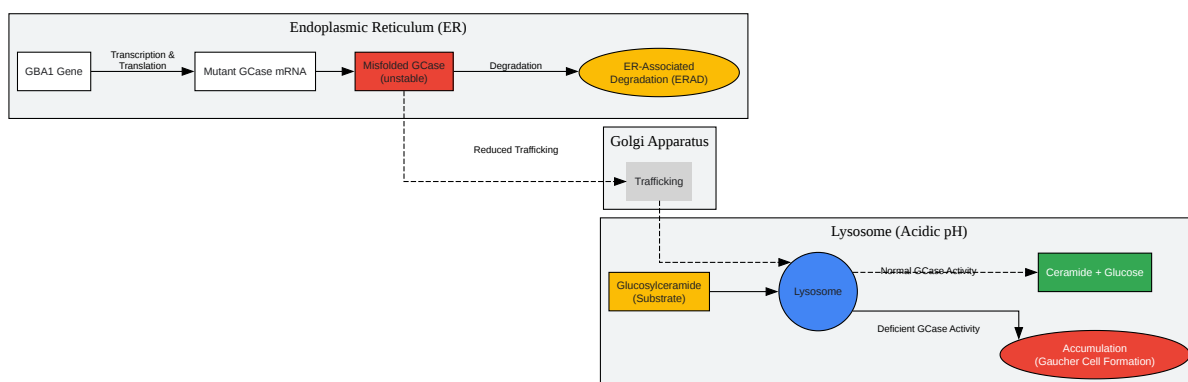 Endoplasmic Reticulum (ER)
GBA1 Gene
Transcription &
Translation
Mutant GCase mRNA
Misfolded GCase
(unstable)
Degradation
ER-Associated
Degradation (ERAD)
Reduced Trafficking
Golgi Apparatus
Trafficking
Lysosome (Acidic pH)
Glucosylceramide
(Substrate)
Lysosome
Normal GCase Activity
Ceramide + Glucose
Deficient GCase Activity
Accumulation
(Gaucher Cell Formation)